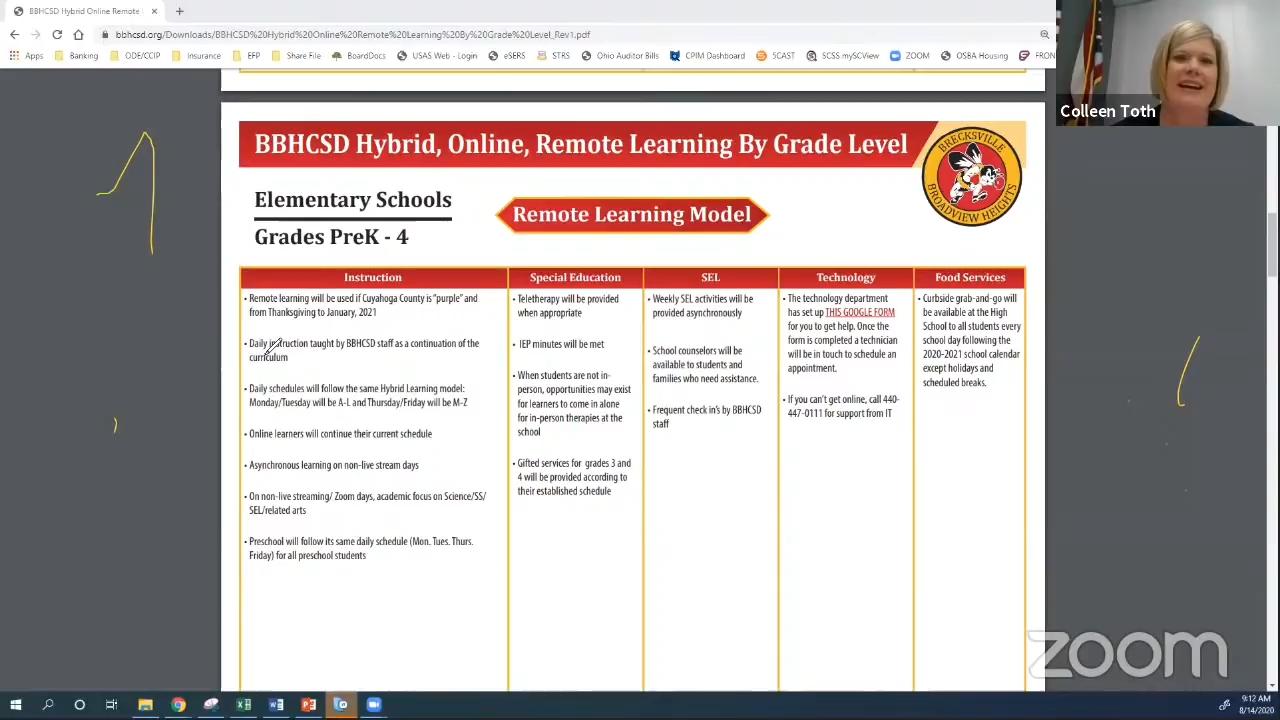 BBHCSD Hybrid Online Remote L
bbhcsd.org/Downloads/BBHCSD%20Hybrid%20Online%20Remote%20Learning%20By%20Grade%20Level_Rev1.pdf
Apps Banking ODE/CCIP Insurance EFP Share File BoardDocs USAS Web - Login eSERS STRS Ohio Auditor Bills CPIM Dashboard 5CAST SCSS mySCView ZOOM OSBA Housing FRON
Colleen Toth
BBHCSD Hybrid, Online, Remote Learning By Grade Level
BRECKSVILLE
BROADVIEW HEIGHTS
Elementary Schools
Remote Learning Model
Grades PreK - 4
Instruction
• Remote learning will be used if Cuyahoga County is “purple” and
from Thanksgiving to January, 2021
• Daily instruction taught by BBHCSD staff as a continuation of the
curriculum
• Daily schedules will follow the same Hybrid Learning model:
Monday/Tuesday will be A-L and Thursday/Friday will be M-Z
• Online learners will continue their current schedule
• Asynchronous learning on non-live stream days
• On non-live streaming/ Zoom days, academic focus on Science/SS/
SEL/related arts
• Preschool will follow its same daily schedule (Mon. Tues. Thurs.
Friday) for all preschool students
Special Education
• Teletherapy will be provided
when appropriate
• IEP minutes will be met
• When students are not in-
person, opportunities may exist
for learners to come in alone
for in-person therapies at the
school
• Gifted services for grades 3 and
4 will be provided according to
their established schedule
SEL
• Weekly SEL activities will be
provided asynchronously
• School counselors will be
available to students and
families who need assistance.
• Frequent check in’s by BBHCSD
staff
Technology
• The technology department
has set up THIS GOOGLE FORM
for you to get help. Once the
form is completed a technician
will be in touch to schedule an
appointment.
• If you can’t get online, call 440-
447-0111 for support from IT
Food Services
• Curbside grab-and-go will
be available at the High
School to all students every
school day following the
2020-2021 school calendar
except holidays and
scheduled breaks.
zoom
9:12 AM
8/14/2020